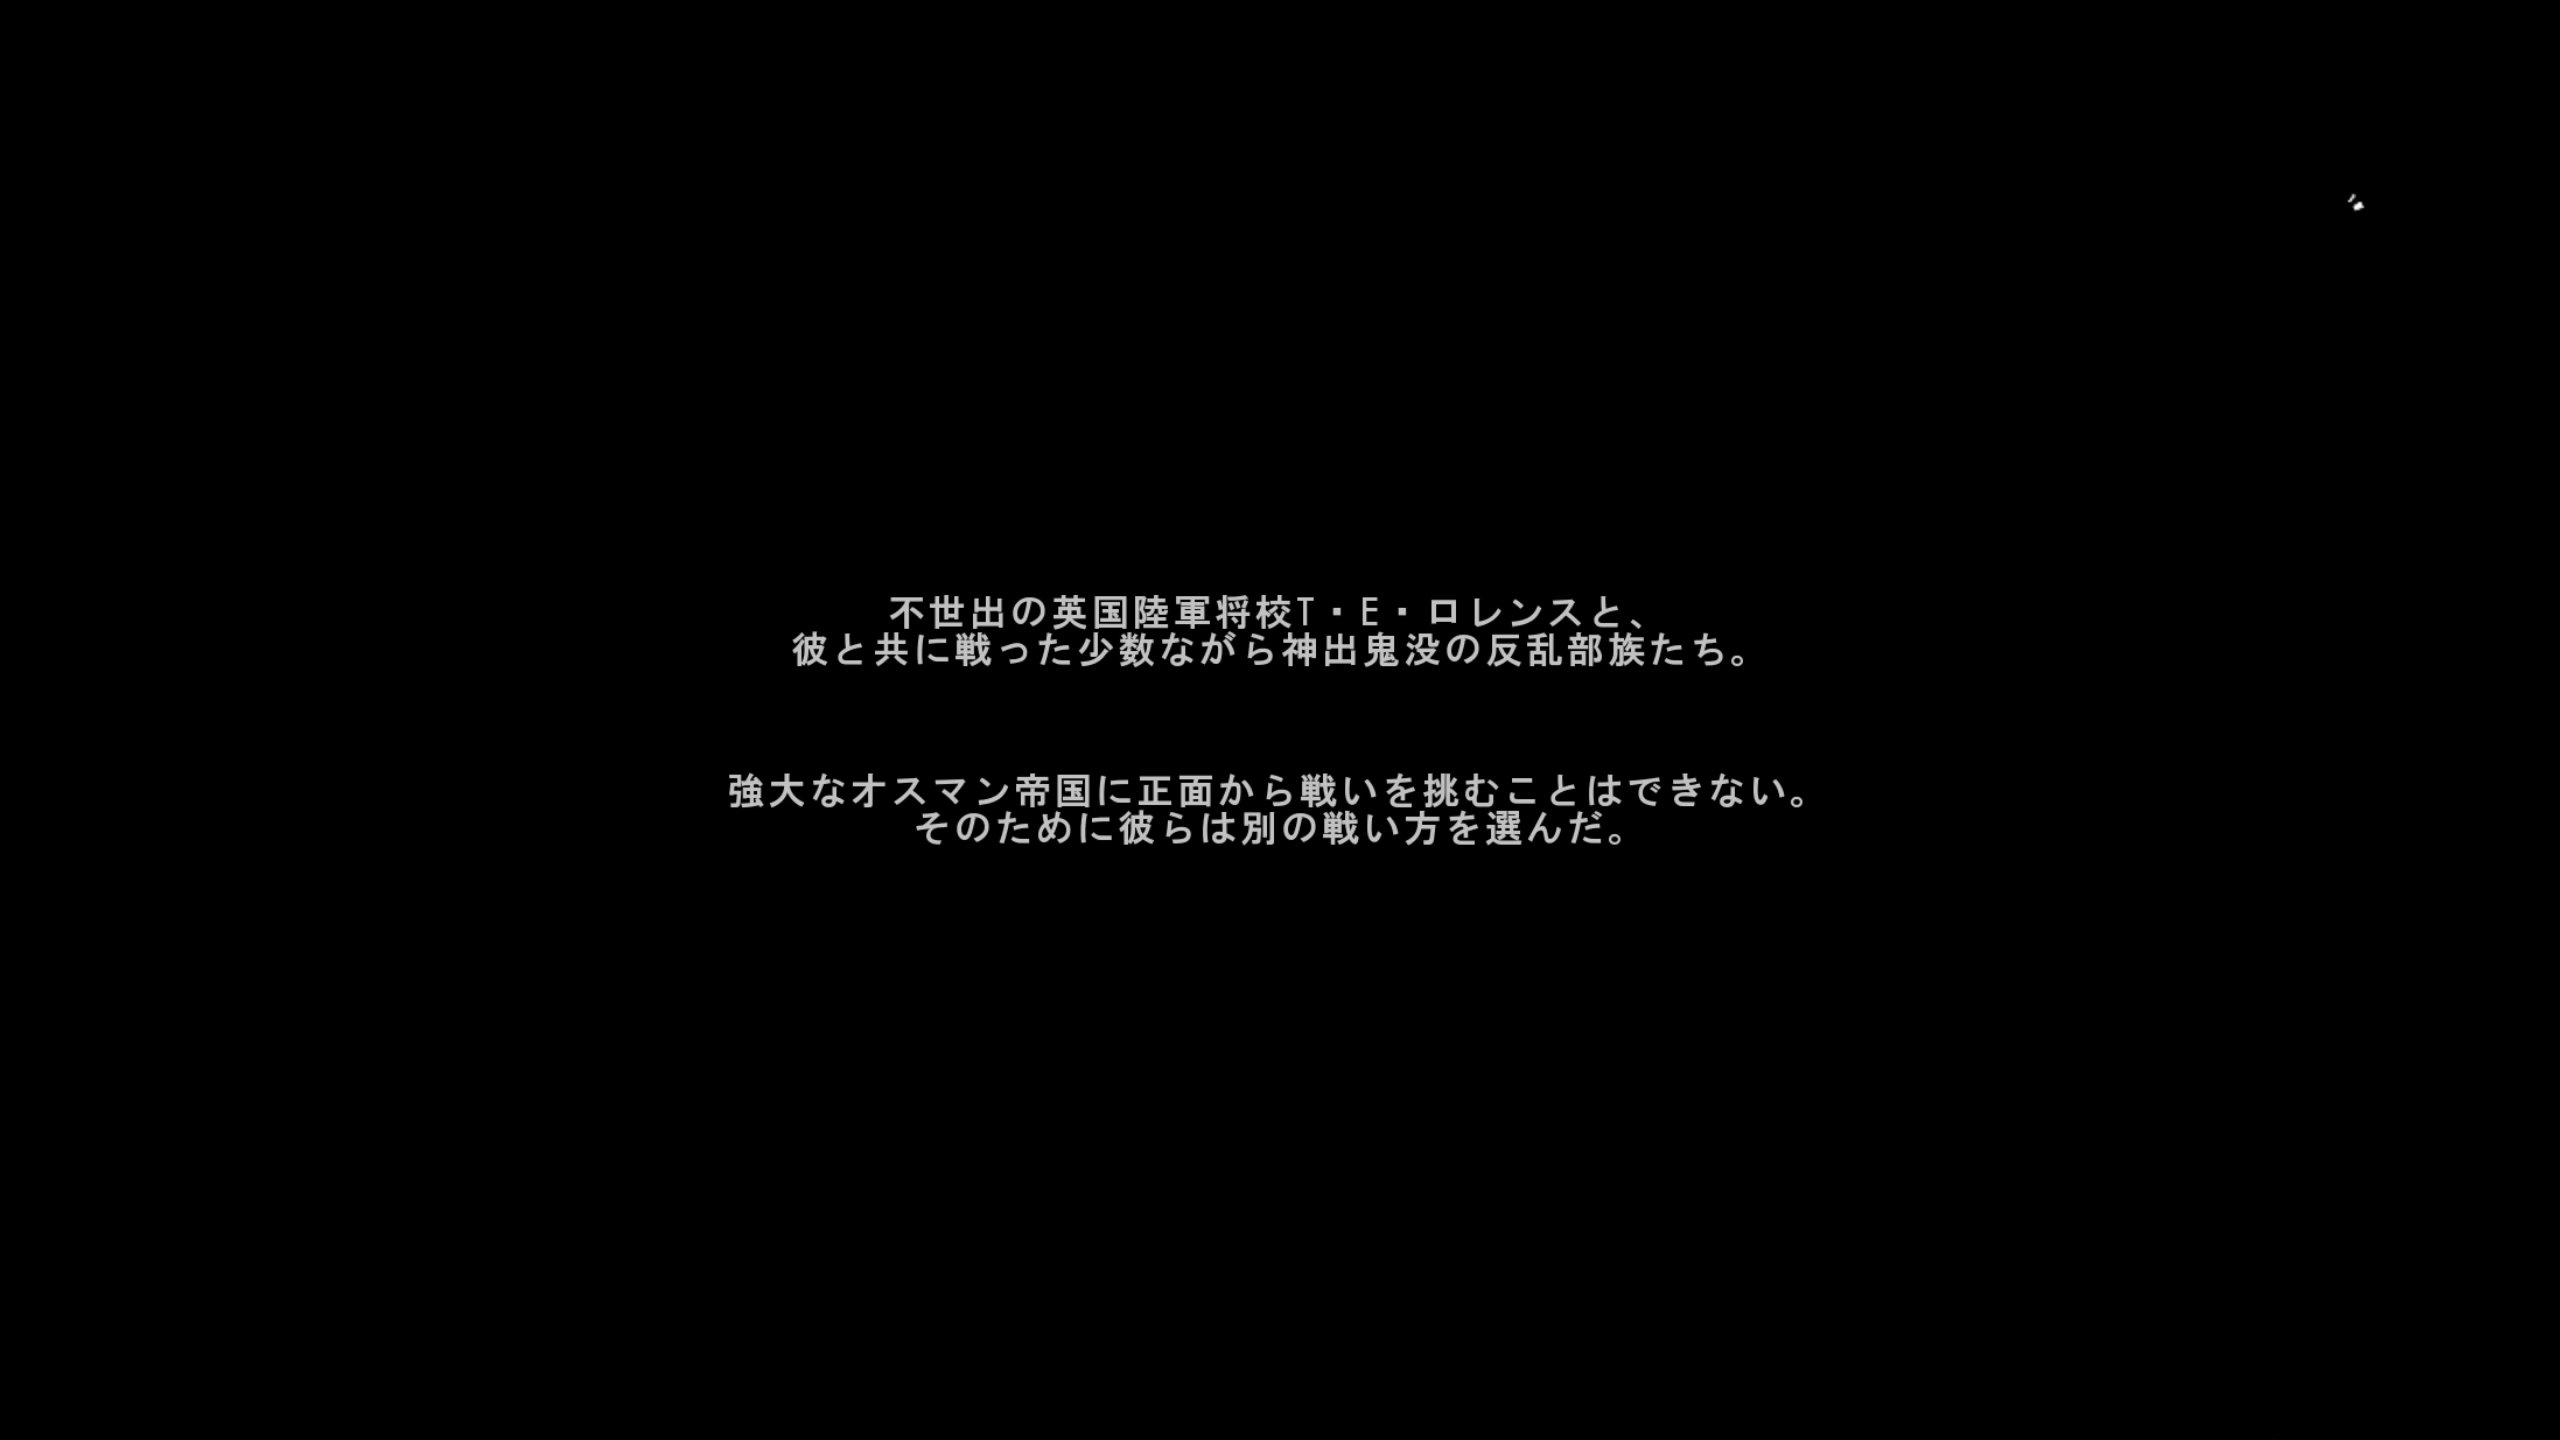 不世出の英国陸軍将校T・E・ロレンスと、
彼と共に戦った少数ながら神出鬼没の反乱部族たち。
強大なオスマン帝国に正面から戦いを挑むことはできない。
そのために彼らは別の戦い方を選んだ。